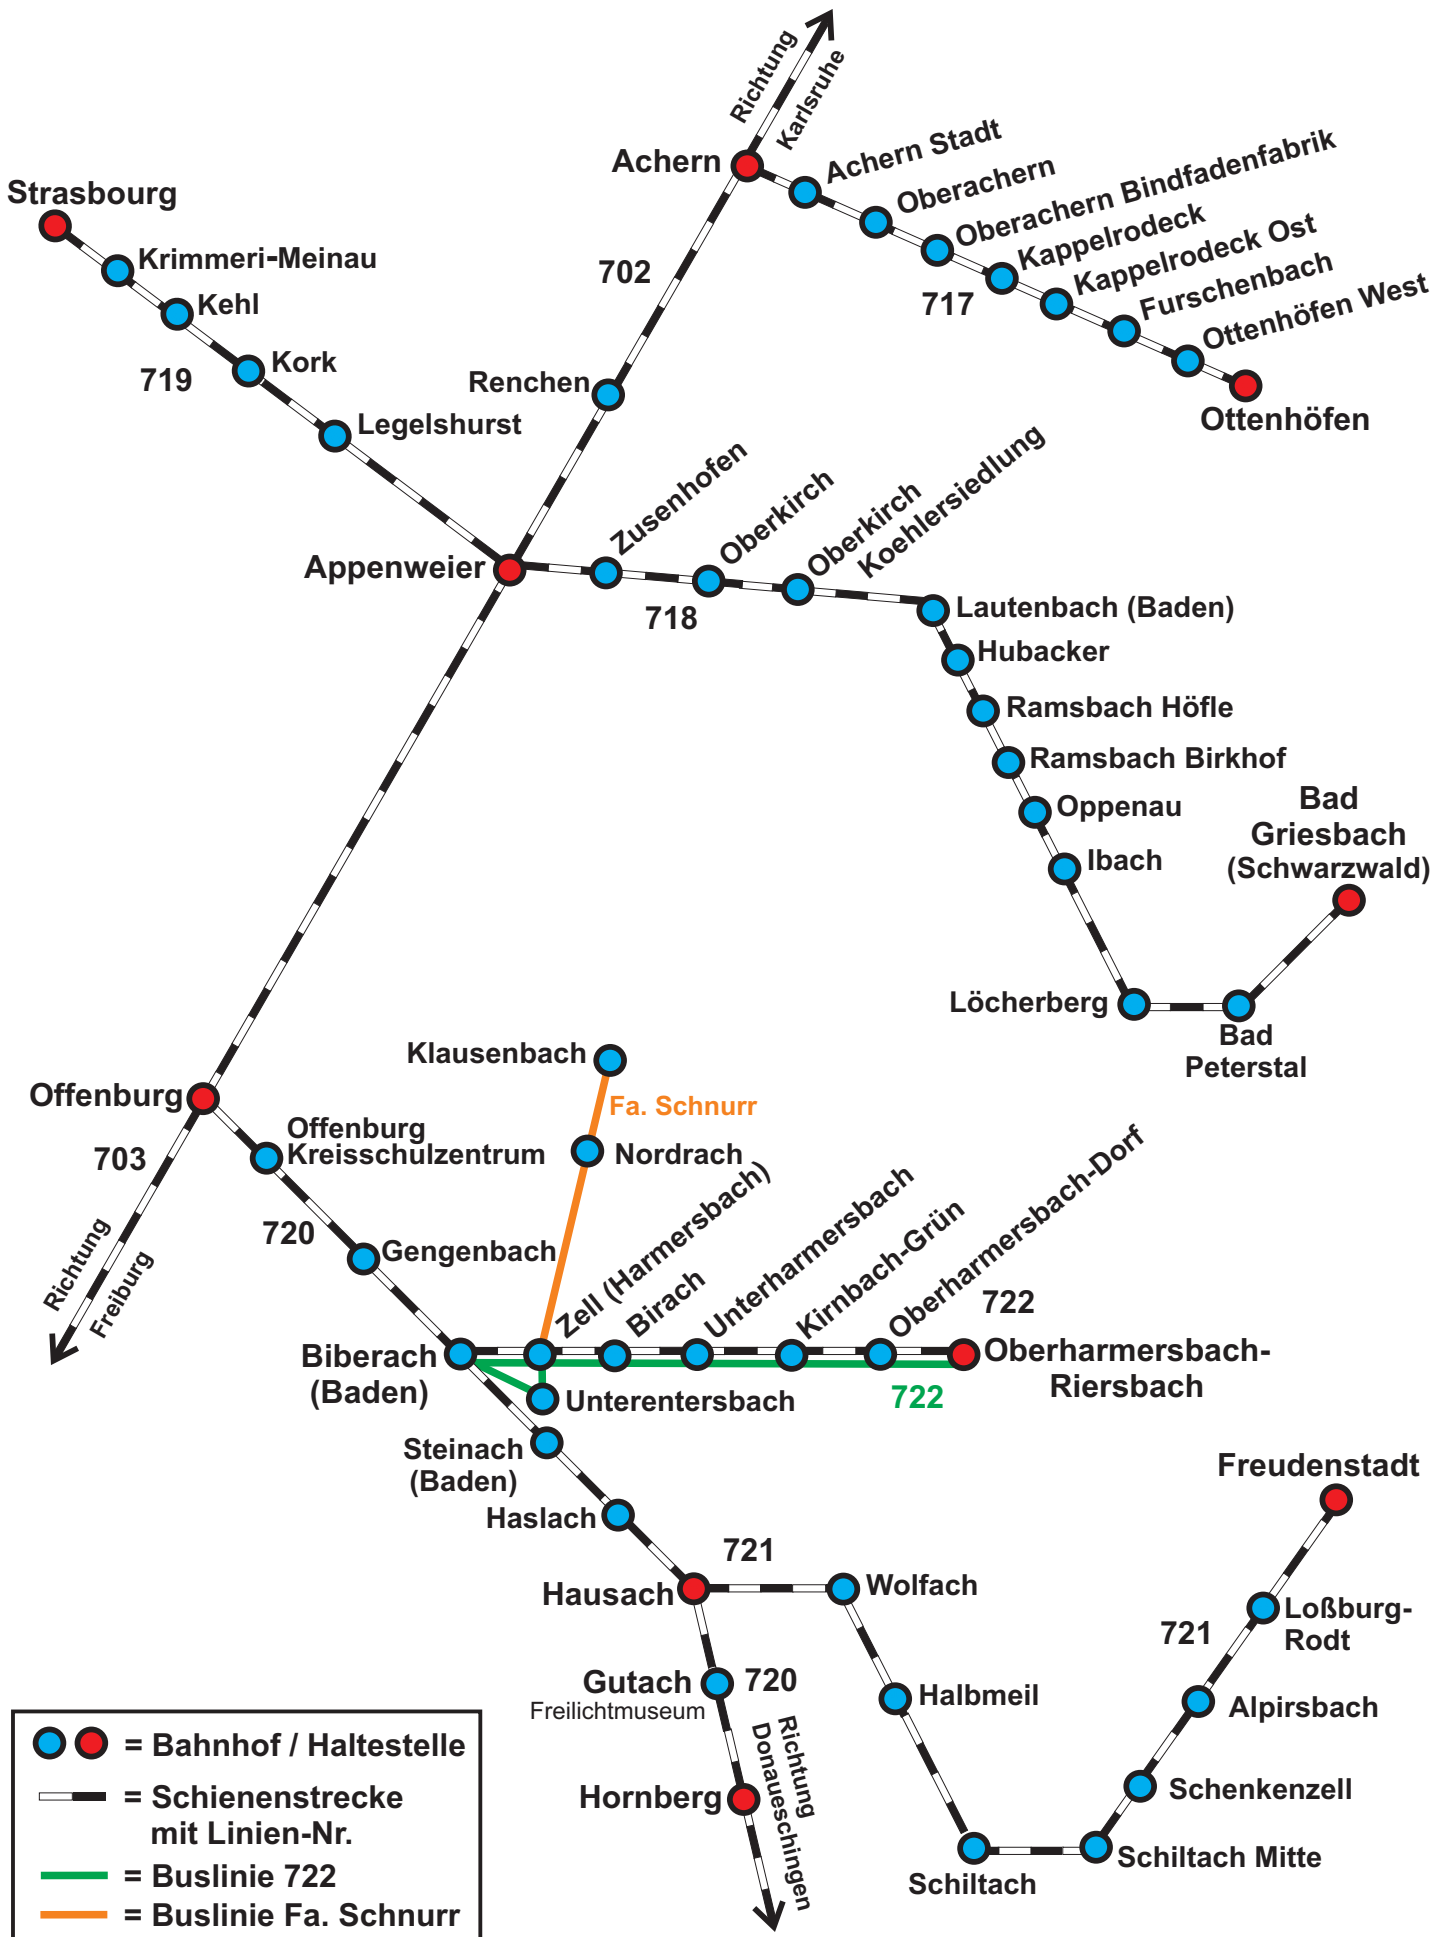 Richtung
Karlsruhe
Achern
Achern Stadt
Oberachern
Oberachern Bindfadenfabrik
Kappelrodeck
Kappelrodeck Ost
Furschenbach
Ottenhöfen West
Ottenhöfen
717
702
Strasbourg
Krimmeri-Meinau
Kehl
Kork
719
Legelshurst
Renchen
Appenweier
Zusenhofen
Oberkirch
Oberkirch
Koehlersiedlung
718
Lautenbach (Baden)
Hubacker
Ramsbach Höfle
Ramsbach Birkhof
Oppenau
Ibach
Löcherberg
Bad
Peterstal
Bad
Griesbach
(Schwarzwald)
Offenburg
703
Richtung
Freiburg
Offenburg
Kreisschulzentrum
720
Gengenbach
Klausenbach
Fa. Schnurr
Nordrach
Biberach
(Baden)
Zell (Harmersbach)
Birach
Unterharmersbach
Kirnbach-Grün
Oberharmersbach-Dorf
722
Oberharmersbach-
Riersbach
722
Unterentersbach
Steinach
(Baden)
Haslach
Hausach
721
Wolfach
Halbmeil
Schiltach
Schiltach Mitte
Schenkenzell
Alpirsbach
721
Loßburg-
Rodt
Freudenstadt
Gutach
Freilichtmuseum
720
Hornberg
Richtung
Donaueschingen
= Bahnhof / Haltestelle
= Schienenstrecke
mit Linien-Nr.
= Buslinie 722
= Buslinie Fa. Schnurr